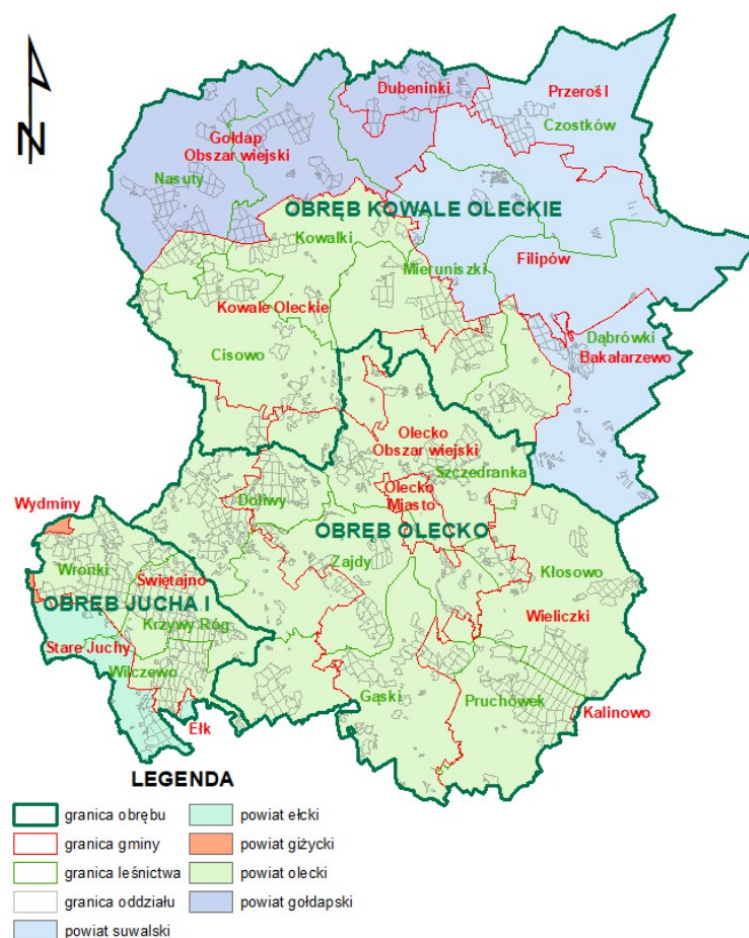 N
Dubeninki
Przerośl
Czostków
Gołdap
Obszar wiejski
Nasuty
OBRĘB KOWALE OLECKIE
Kowalki
Mieruniszki
Filipów
Kowale Oleckie
Cisowo
Dąbrówki
Bakałarzewo
Olecko
Obszar wiejski
Szczedranka
Olecko
Miasto
Doliwy
OBRĘB OLECKO
Zajdy
Wydminy
Wronki
Świętajno
OBRĘB JUCHA I
Krzywy Róg
Stare Juchy
Wilczewo
Ełk
Kłosowo
Wieliczki
Gąski
Pruchówek
Kalinowo
LEGENDA
granica obrębu
granica gminy
granica leśnictwa
granica oddziału
powiat suwalski
powiat ełcki
powiat giżycki
powiat olecki
powiat gołdapski